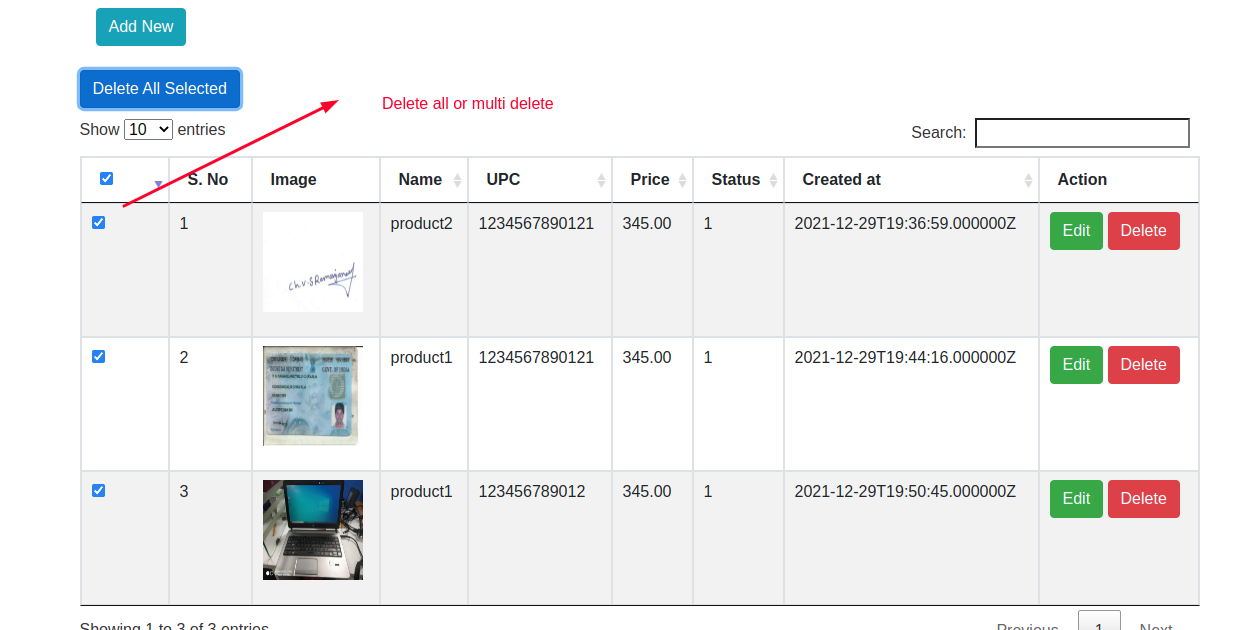 Add New
Delete All Selected
Delete all or multi delete
Show 10 entries
Search:
S. No Image Name UPC Price Status Created at Action
1 product2 1234567890121 345.00 1 2021-12-29T19:36:59.000000Z Edit Delete
2 product1 1234567890121 345.00 1 2021-12-29T19:44:16.000000Z Edit Delete
GOVT. OF INDIA
3 product1 123456789012 345.00 1 2021-12-29T19:50:45.000000Z Edit Delete
Showing 1 to 3 of 3 entries
Previous 1 Next